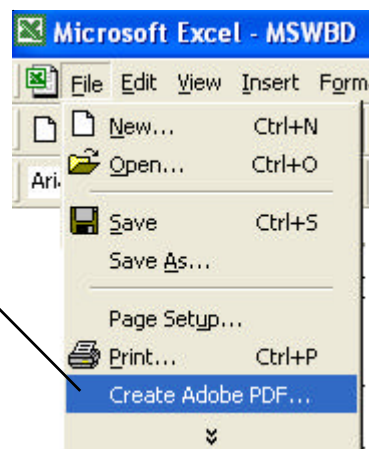 Microsoft Excel - MSWBD
File Edit View Insert Form
New... Ctrl+N
Open... Ctrl+O
Ari
Save Ctrl+S
Save As...
Page Setup...
Print... Ctrl+P
Create Adobe PDF...